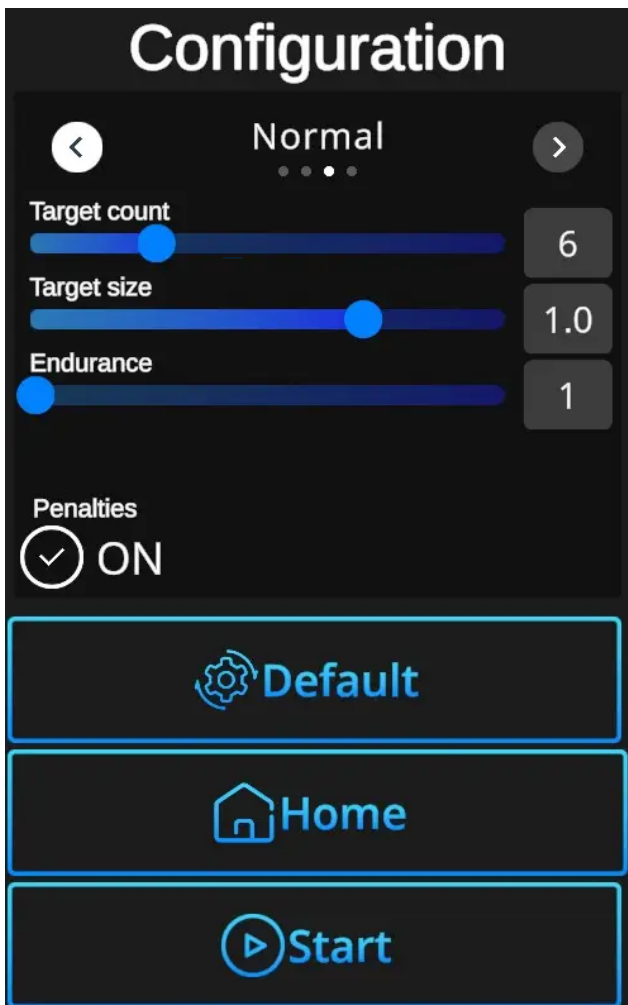 Configuration
Normal
Target count
6
Target size
1.0
Endurance
1
Penalties
ON
Default
Home
Start